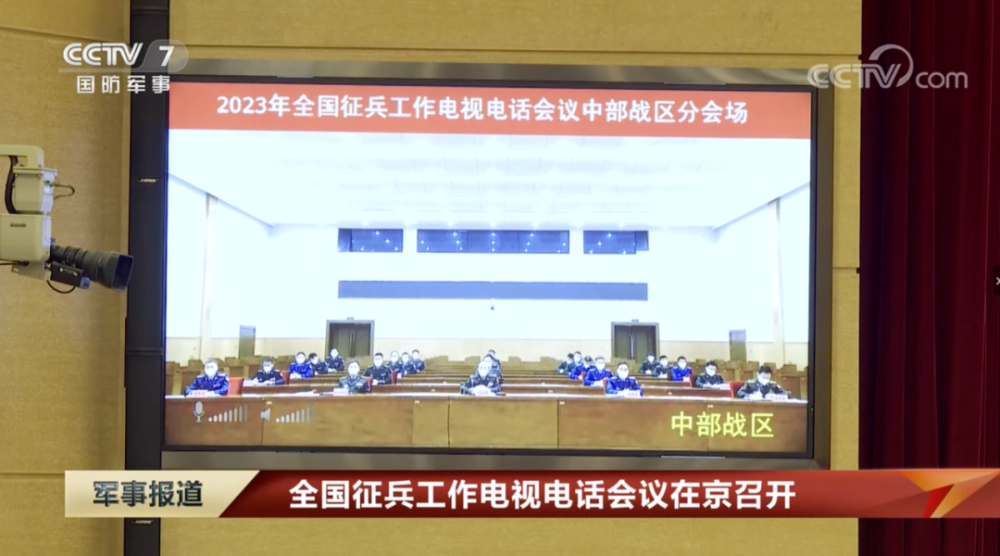 CCTV 7
国防军事
CCTV.com
2023年全国征兵工作电视电话会议中部战区分会场
中部战区
军事报道
全国征兵工作电视电话会议在京召开